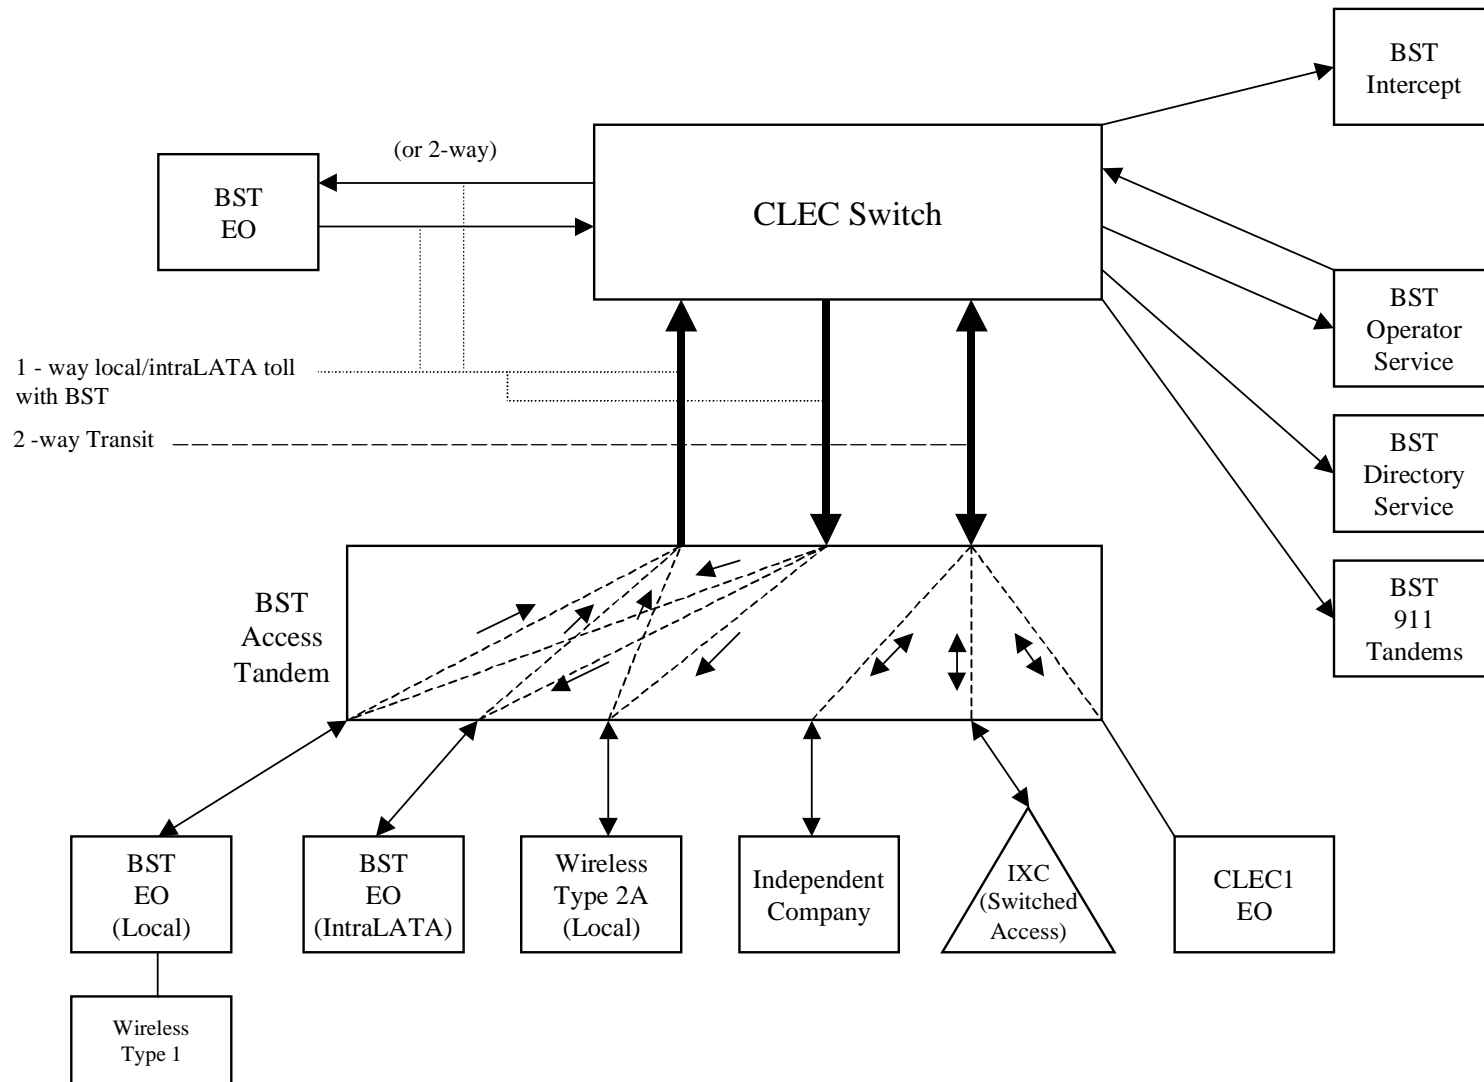 BST
Intercept
(or 2-way)
BST
EO
CLEC Switch
BST
Operator
Service
1 - way local/intraLATA toll
with BST
2 -way Transit
BST
Directory
Service
BST
911
Tandems
BST
Access
Tandem
BST
EO
(Local)
BST
EO
(IntraLATA)
Wireless
Type 2A
(Local)
Independent
Company
IXC
(Switched
Access)
CLEC1
EO
Wireless
Type 1